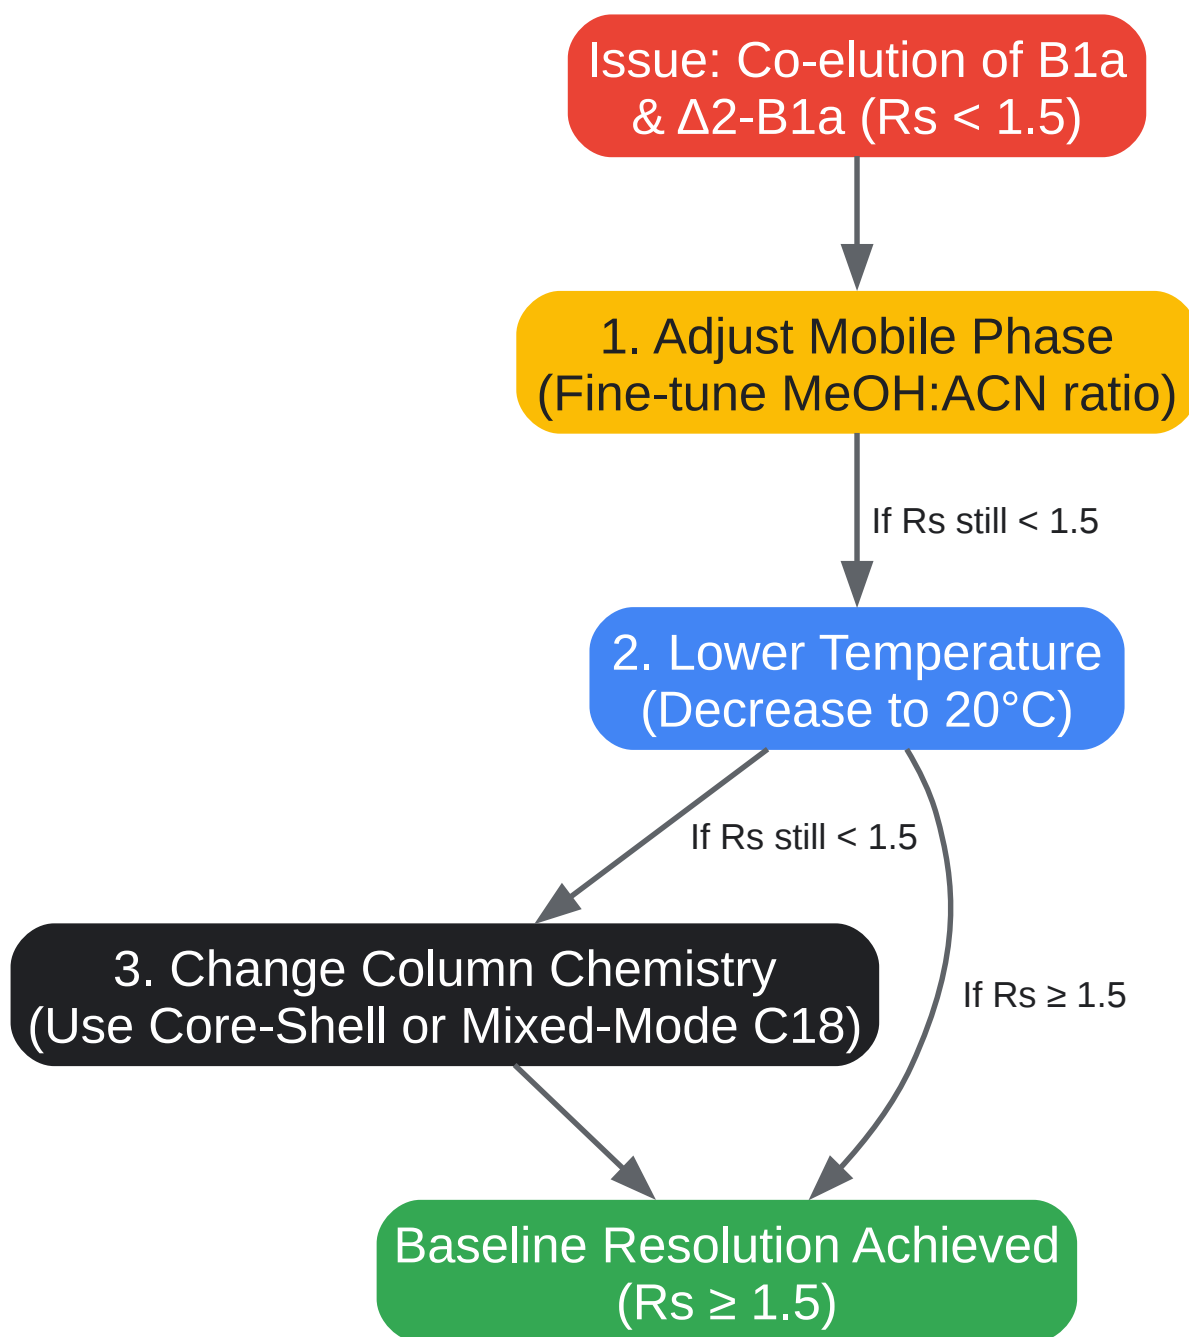 Issue: Co-elution of B1a
& Δ2-B1a (Rs < 1.5)
1. Adjust Mobile Phase
(Fine-tune MeOH:ACN ratio)
If Rs still < 1.5
2. Lower Temperature
(Decrease to 20°C)
If Rs still < 1.5
3. Change Column Chemistry
(Use Core-Shell or Mixed-Mode C18)
If Rs ≥ 1.5
Baseline Resolution Achieved
(Rs ≥ 1.5)